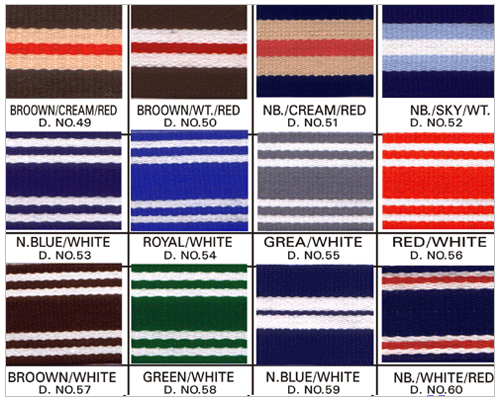 BROOWN/CREAM/RED
D. NO.49
BROOWN/WT./RED
D. NO.50
NB./CREAM/RED
D. NO.51
NB./SKY/WT.
D. NO.52
N.BLUE/WHITE
D. NO.53
ROYAL/WHITE
D. NO.54
GREA/WHITE
D. NO.55
RED/WHITE
D. NO.56
BROOWN/WHITE
D. NO.57
GREEN/WHITE
D. NO.58
N.BLUE/WHITE
D. NO.59
NB./WHITE/RED
D. NO.60